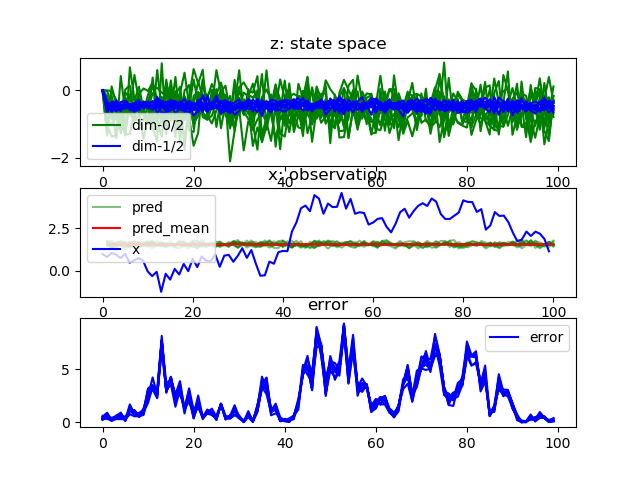 z: state space
0
−2
dim-0/2
dim-1/2
0 20 40 60 80 100
x: observation
2.5
0.0
pred
pred_mean
x
0 20 40 60 80 100
error
5
0
error
0 20 40 60 80 100